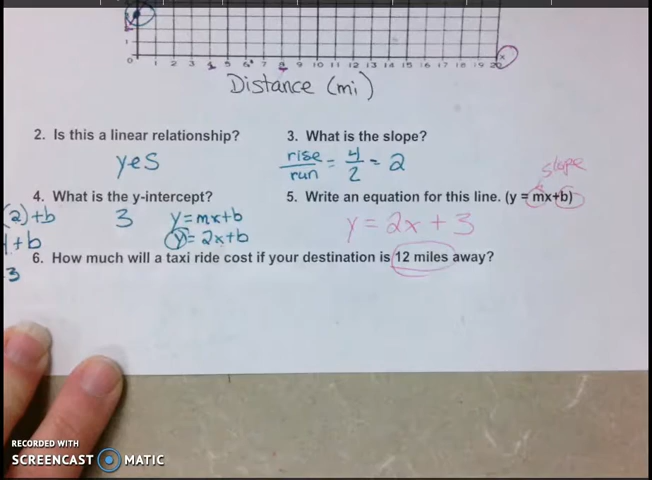 1
0 1 2 3 4 5 6 7 8 9 10 11 12 13 14 15 16 17 18 19 20 x
Distance (mi)
2. Is this a linear relationship?
yes
3. What is the slope?
rise/run = 4/2 = 2
slope
4. What is the y-intercept?
3
(2)+b
y=mx+b
+b
y=2x+b
3
5. Write an equation for this line. (y = mx+b)
y = 2x + 3
6. How much will a taxi ride cost if your destination is 12 miles away?
RECORDED WITH
SCREENCAST MATIC